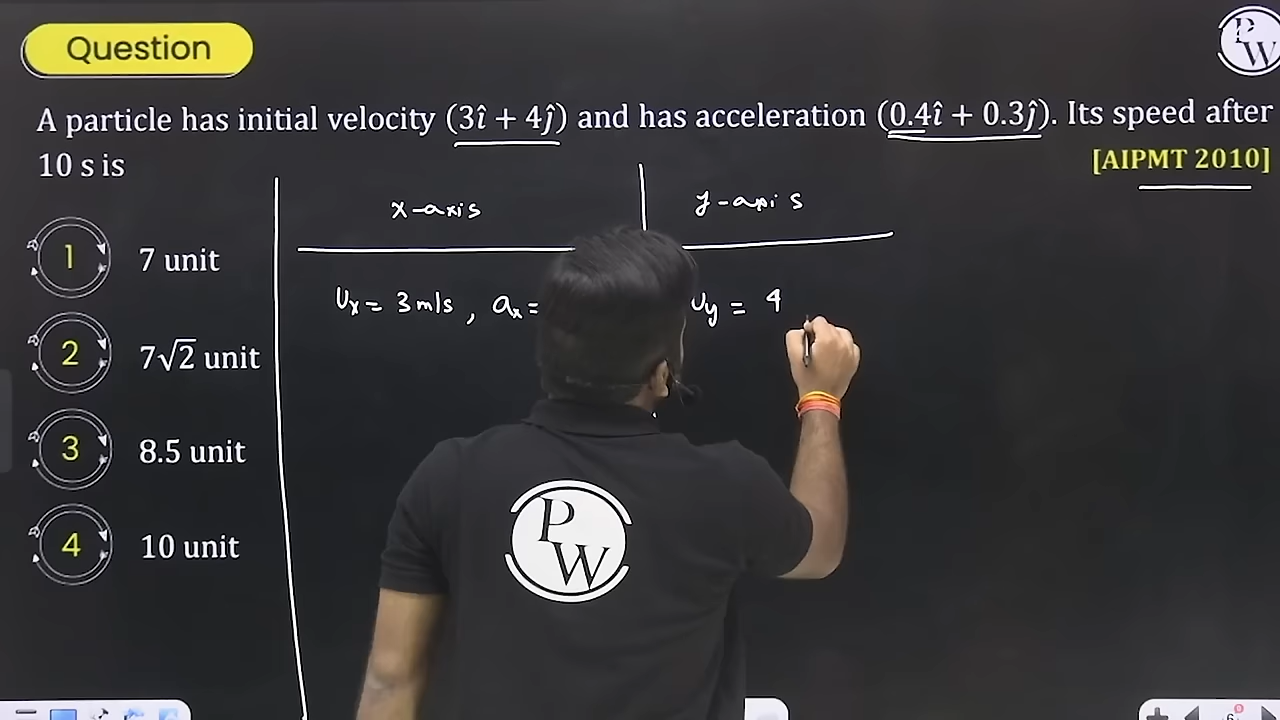 Question
PW
A particle has initial velocity (3î + 4ĵ) and has acceleration (0.4î + 0.3ĵ). Its speed after
10 s is
[AIPMT 2010]
x-axis
y-axis
1 7 unit
Ux = 3 m/s , ax =
Uy = 4
2 7√2 unit
3 8.5 unit
4 10 unit
PW
6